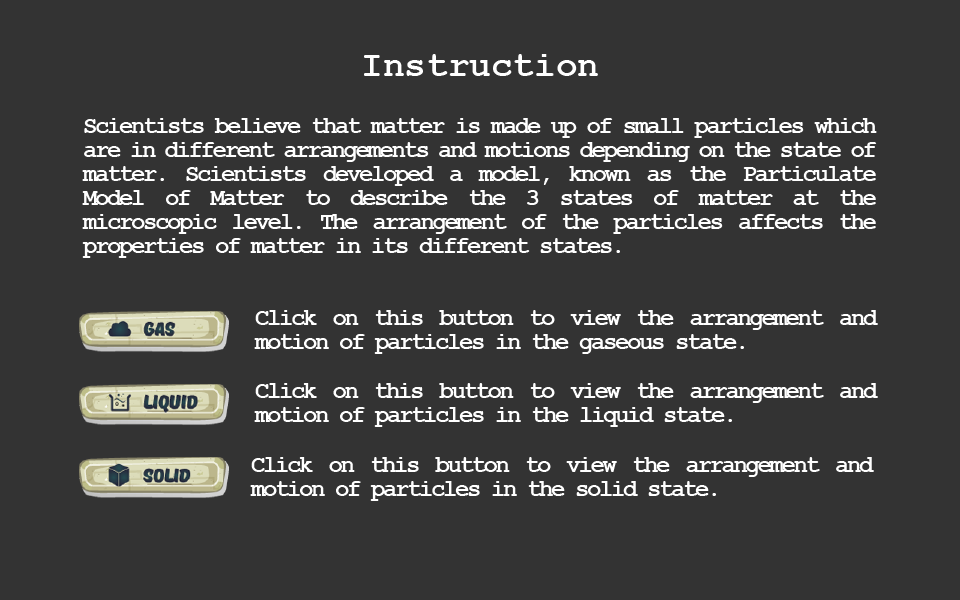 Instruction
Scientists believe that matter is made up of small particles which
are in different arrangements and motions depending on the state of
matter. Scientists developed a model, known as the Particulate
Model of Matter to describe the 3 states of matter at the
microscopic level. The arrangement of the particles affects the
properties of matter in its different states.
GAS
Click on this button to view the arrangement and
motion of particles in the gaseous state.
LIQUID
Click on this button to view the arrangement and
motion of particles in the liquid state.
SOLID
Click on this button to view the arrangement and
motion of particles in the solid state.